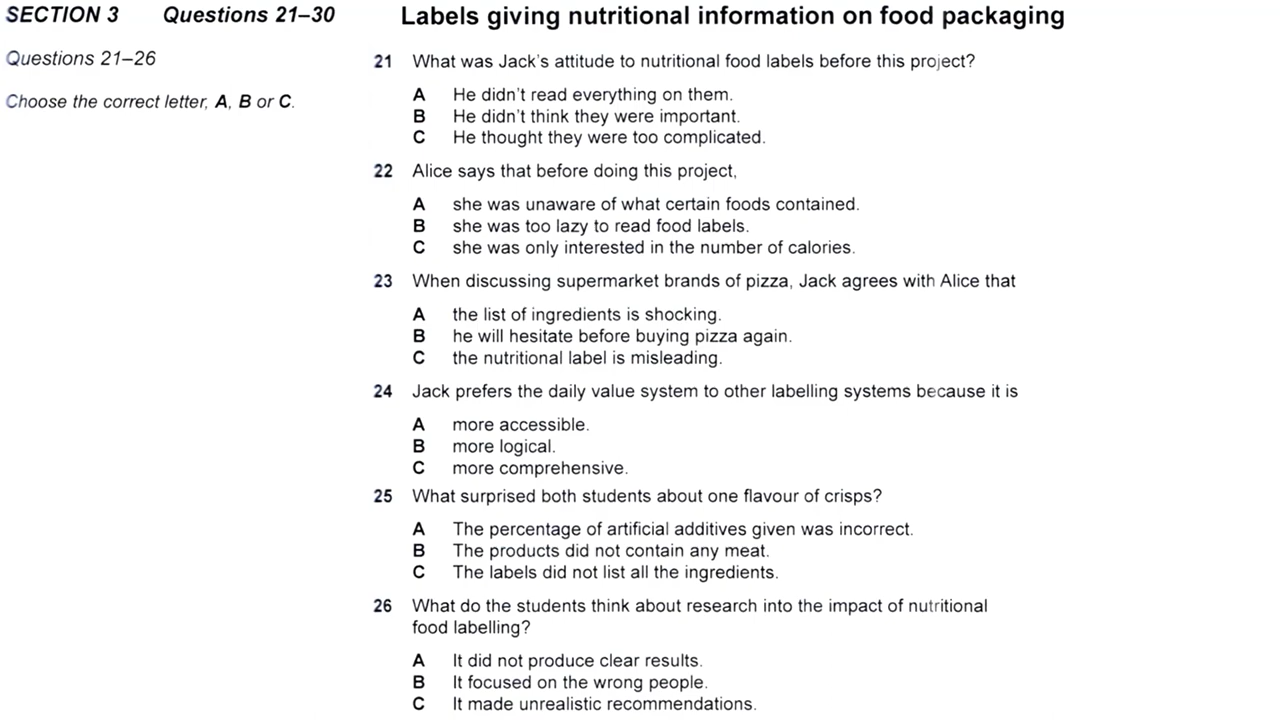 SECTION 3 Questions 21–30
Labels giving nutritional information on food packaging
Questions 21–26
Choose the correct letter, A, B or C.
21 What was Jack's attitude to nutritional food labels before this project?
A He didn't read everything on them.
B He didn't think they were important.
C He thought they were too complicated.
22 Alice says that before doing this project,
A she was unaware of what certain foods contained.
B she was too lazy to read food labels.
C she was only interested in the number of calories.
23 When discussing supermarket brands of pizza, Jack agrees with Alice that
A the list of ingredients is shocking.
B he will hesitate before buying pizza again.
C the nutritional label is misleading.
24 Jack prefers the daily value system to other labelling systems because it is
A more accessible.
B more logical.
C more comprehensive.
25 What surprised both students about one flavour of crisps?
A The percentage of artificial additives given was incorrect.
B The products did not contain any meat.
C The labels did not list all the ingredients.
26 What do the students think about research into the impact of nutritional
food labelling?
A It did not produce clear results.
B It focused on the wrong people.
C It made unrealistic recommendations.